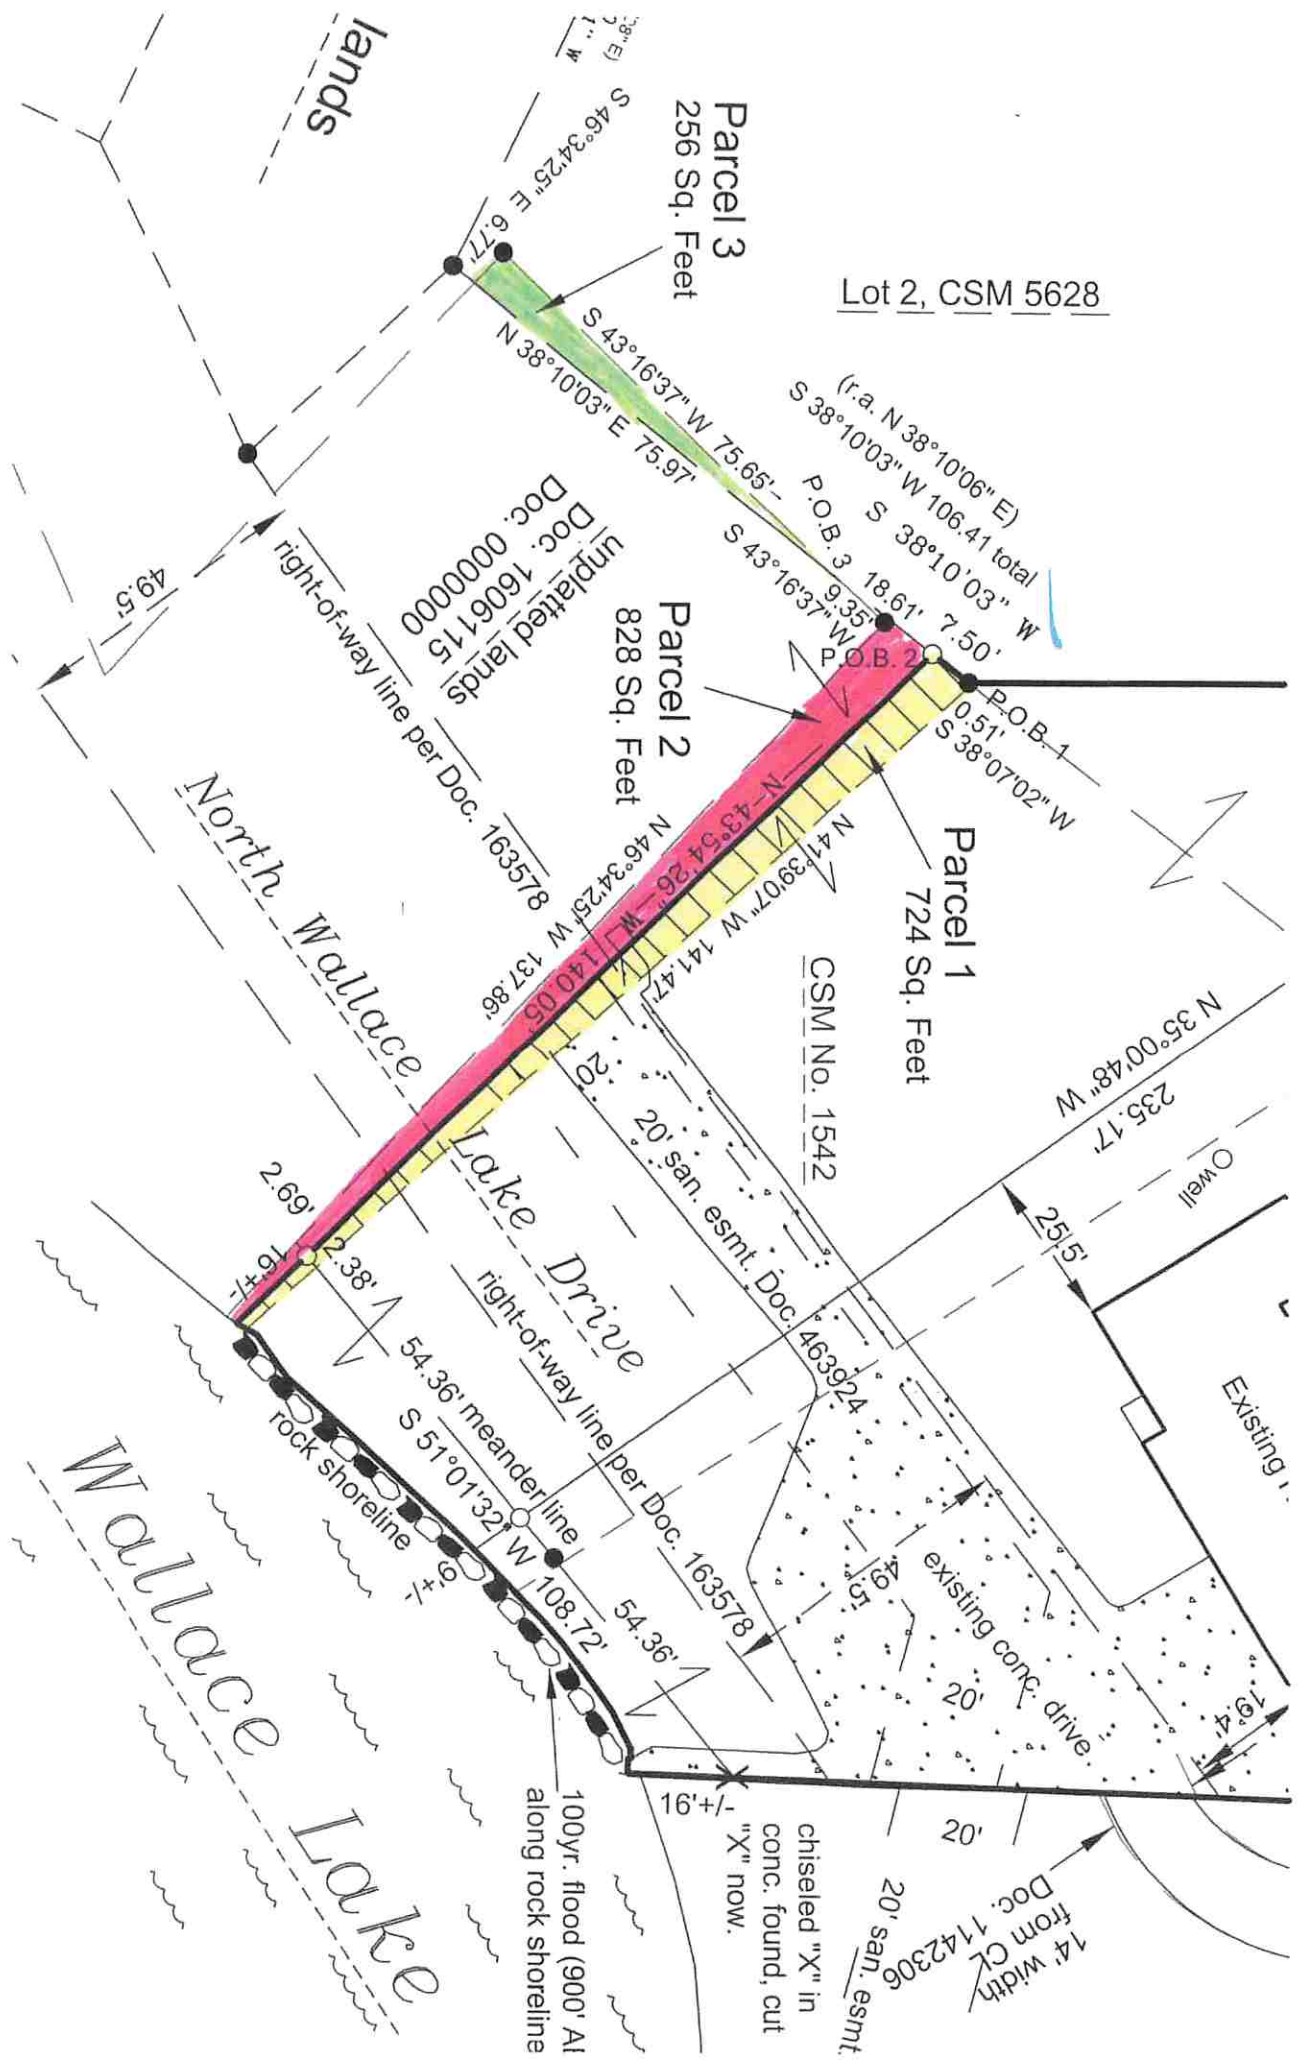 lands
S 46°34'25" E 6.77'
Parcel 3
256 Sq. Feet
Lot 2, CSM 5628
S 43°16'37" W 75.65'
N 38°10'03" E 75.97'
(r.a. N 38°10'06" E)
S 38°10'03" W 106.41 total
S 38°10'03" W
P.O.B. 3 18.61' 7.50'
9.35'
S 43°16'37" W
P.O.B. 2
P.O.B. 1
0.51'
S 38°07'02" W
unplatted lands
Doc. 1606115
Doc. 0000000
Parcel 2
828 Sq. Feet
Parcel 1
724 Sq. Feet
N 41°39'07" W 141.47'
N 43°54'26" W 140.05'
N 46°34'25" W 137.86'
49.5'
right-of-way line per Doc. 163578
North Wallace Lake Drive
CSM No. 1542
N 35°00'48" W
235.17'
well
25.5'
Existing
20'
20' san. esmt. Doc. 463924
2.69'
2.38'
16'+/-
right-of-way line per Doc. 163578
54.36' meander line
S 51°01'32" W 108.72'
54.36'
rock shoreline
9'+/-
49.5'
existing conc. drive
20'
19.4'
20'
16'+/-
chiseled "X" in
conc. found, cut
"X" now.
20' san. esmt.
14' width
from CL
Doc. 1142306
100yr. flood (900' Al
along rock shoreline
Wallace Lake